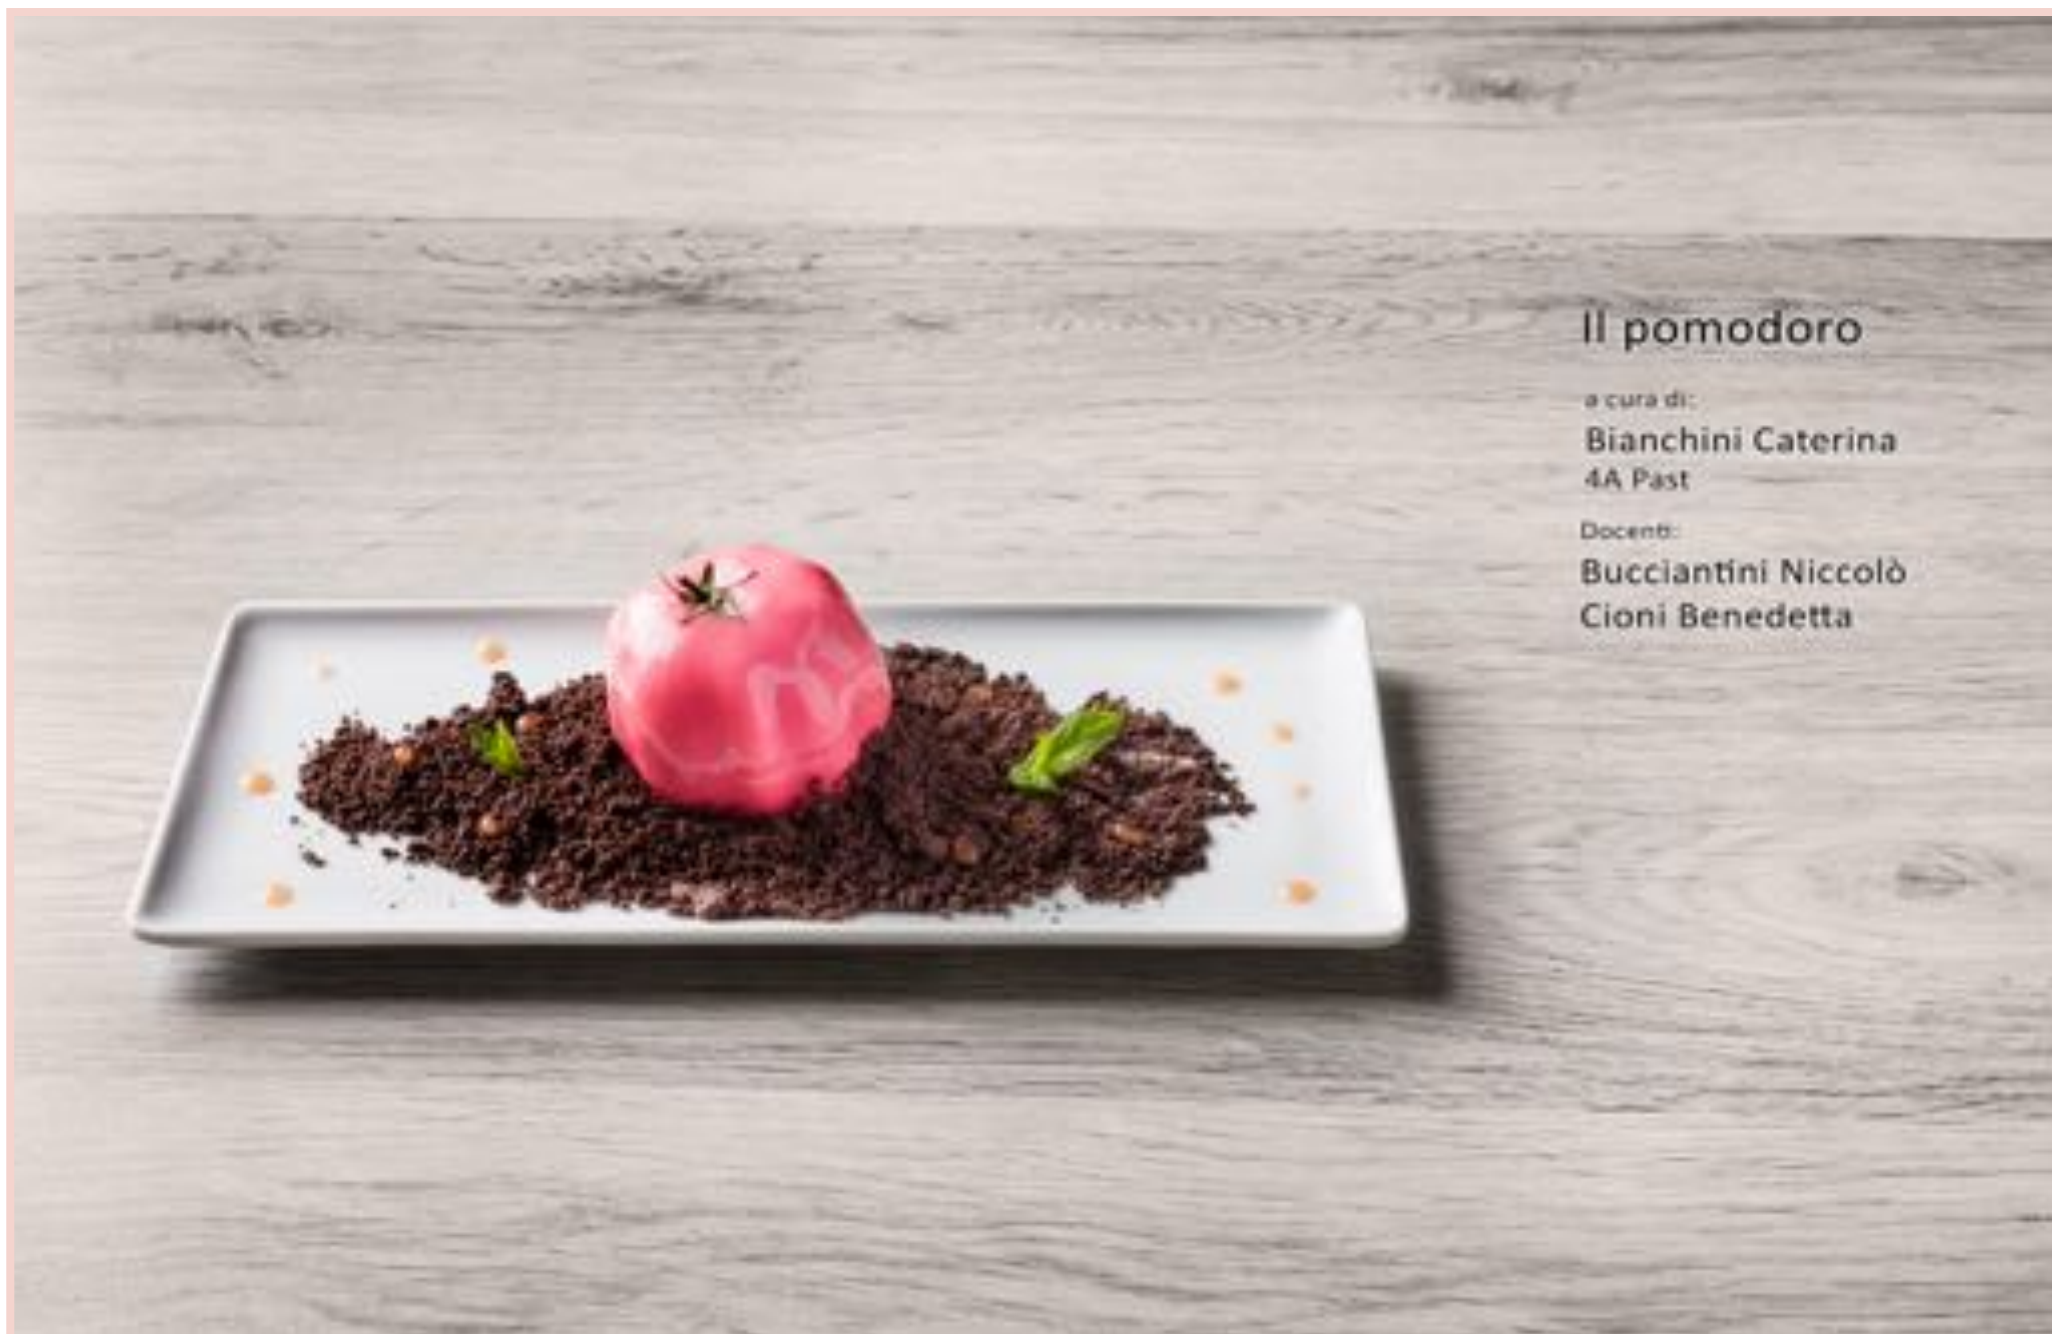 Il pomodoro
a cura di:
Bianchini Caterina
4A Past
Docenti:
Bucciantini Niccolò
Cioni Benedetta